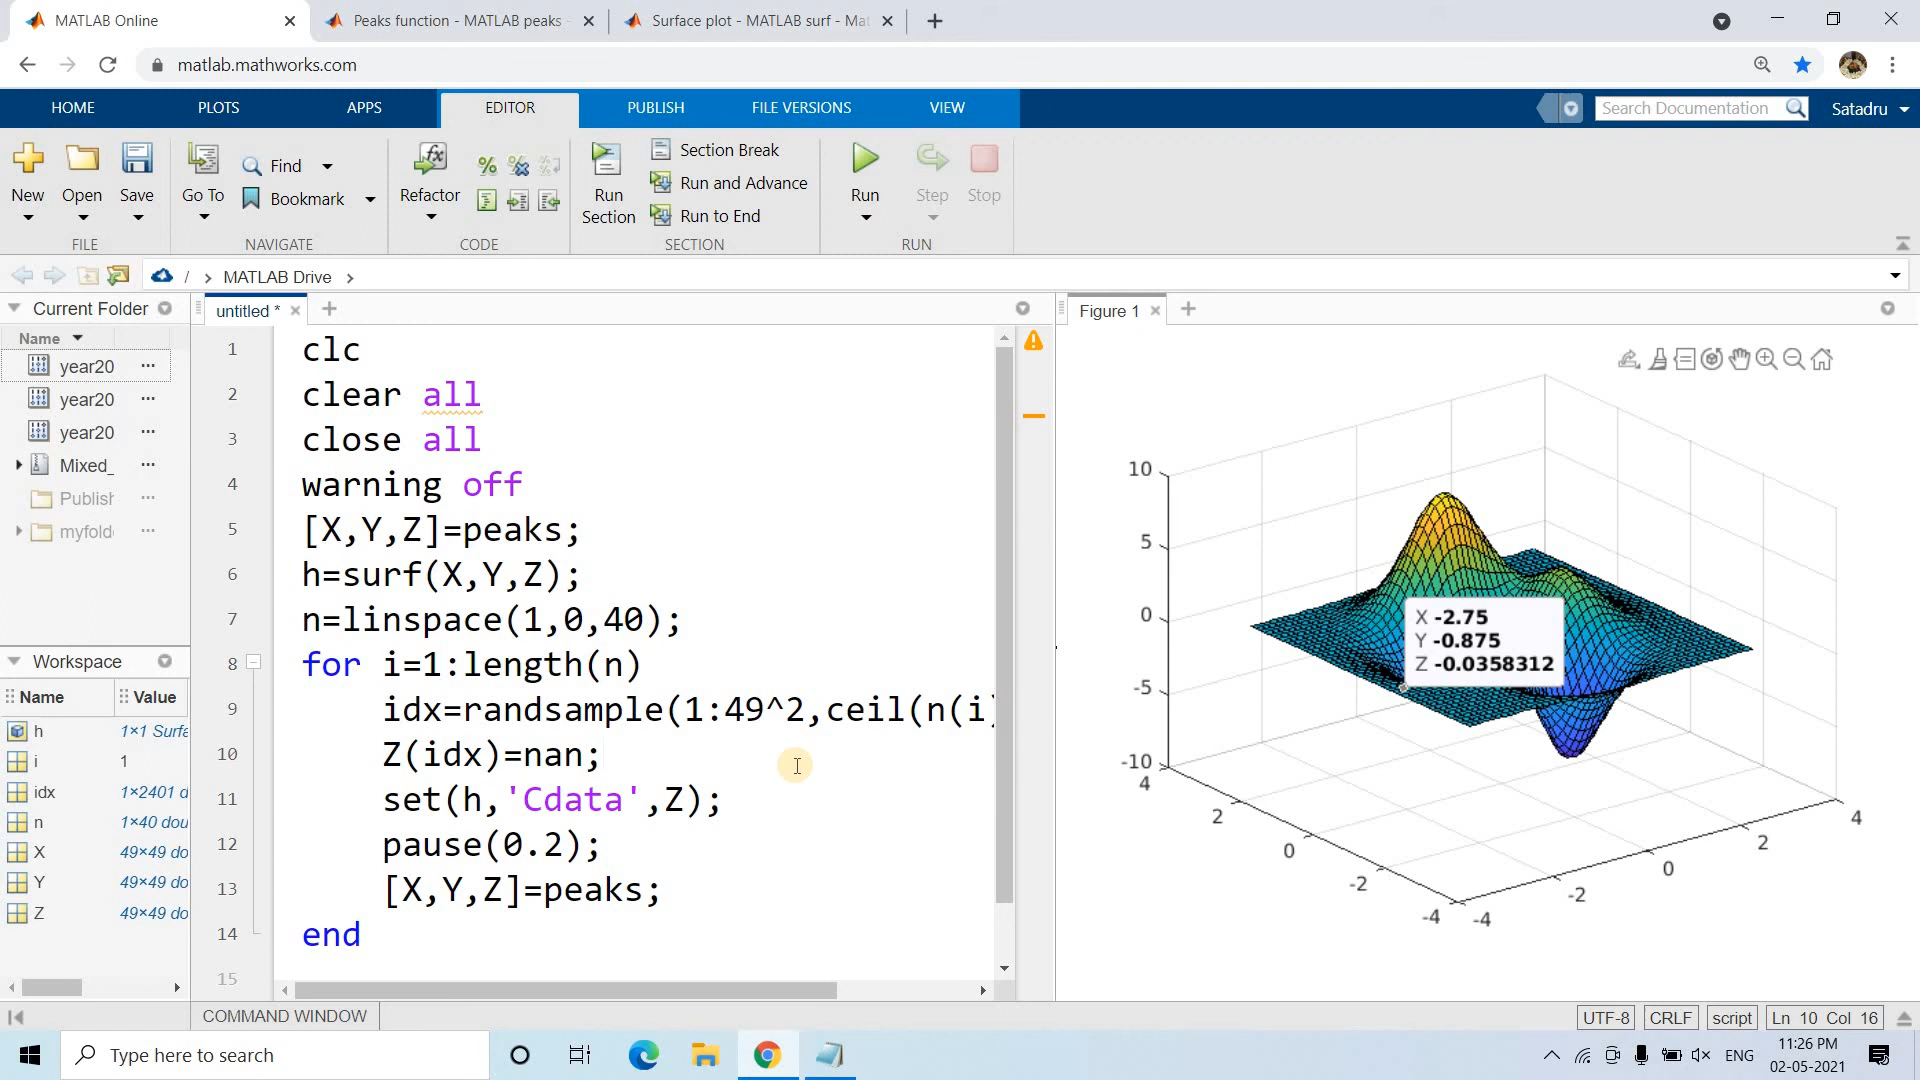 MATLAB Online
Peaks function - MATLAB peaks -
Surface plot - MATLAB surf - Mat
matlab.mathworks.com
HOME
PLOTS
APPS
EDITOR
PUBLISH
FILE VERSIONS
VIEW
Search Documentation
Satadru
New
Open
Save
Go To
Find
Bookmark
Refactor
Run Section
Section Break
Run and Advance
Run to End
Run
Step
Stop
FILE
NAVIGATE
CODE
SECTION
RUN
/ > MATLAB Drive >
Current Folder
Name
year20 ...
year20 ...
year20 ...
Mixed_ ...
Publish ...
myfold ...
Workspace
Name Value
h 1×1 Surfa
i 1
idx 1×2401 d
n 1×40 dou
X 49×49 do
Y 49×49 do
Z 49×49 do
untitled *
1 clc
2 clear all
3 close all
4 warning off
5 [X,Y,Z]=peaks;
6 h=surf(X,Y,Z);
7 n=linspace(1,0,40);
8 for i=1:length(n)
9 idx=randsample(1:49^2,ceil(n(i)
10 Z(idx)=nan;
11 set(h,'Cdata',Z);
12 pause(0.2);
13 [X,Y,Z]=peaks;
14 end
15
Figure 1
10
5
0
-5
-10
4
2
0
-2
-4
-4
-2
0
2
4
X -2.75
Y -0.875
Z -0.0358312
COMMAND WINDOW
UTF-8
CRLF
script
Ln 10 Col 16
Type here to search
ENG
11:26 PM
02-05-2021